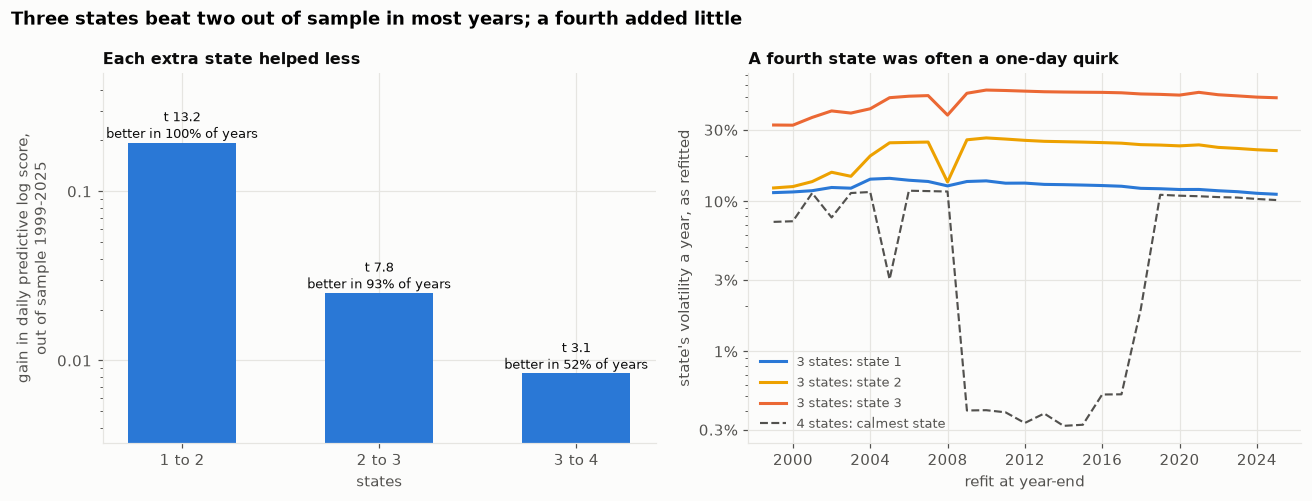 Three states beat two out of sample in most years; a fourth added little
Each extra state helped less
gain in daily predictive log score,
out of sample 1999-2025
0.1
0.01
t 13.2
better in 100% of years
t 7.8
better in 93% of years
t 3.1
better in 52% of years
1 to 2
2 to 3
3 to 4
states
A fourth state was often a one-day quirk
state's volatility a year, as refitted
30%
10%
3%
1%
0.3%
3 states: state 1
3 states: state 2
3 states: state 3
4 states: calmest state
2000
2004
2008
2012
2016
2020
2024
refit at year-end